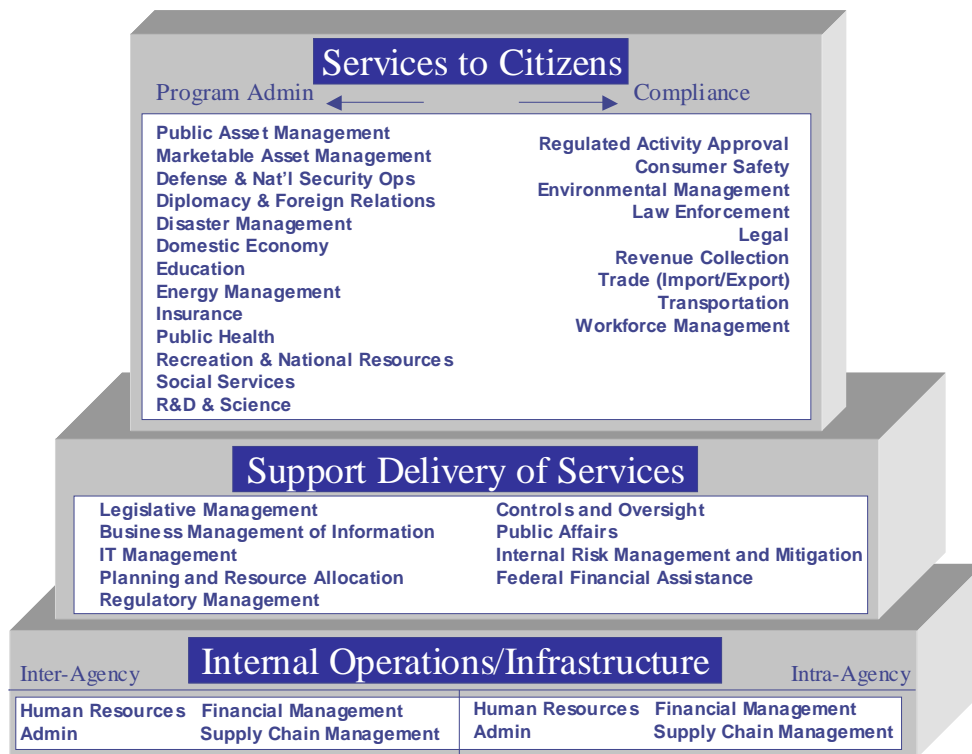 Services to Citizens
Program Admin
Compliance
Public Asset Management
Marketable Asset Management
Defense & Nat'l Security Ops
Diplomacy & Foreign Relations
Disaster Management
Domestic Economy
Education
Energy Management
Insurance
Public Health
Recreation & National Resources
Social Services
R&D & Science
Regulated Activity Approval
Consumer Safety
Environmental Management
Law Enforcement
Legal
Revenue Collection
Trade (Import/Export)
Transportation
Workforce Management
Support Delivery of Services
Legislative Management
Business Management of Information
IT Management
Planning and Resource Allocation
Regulatory Management
Controls and Oversight
Public Affairs
Internal Risk Management and Mitigation
Federal Financial Assistance
Internal Operations/Infrastructure
Inter-Agency
Intra-Agency
Human Resources Financial Management
Admin Supply Chain Management
Human Resources Financial Management
Admin Supply Chain Management